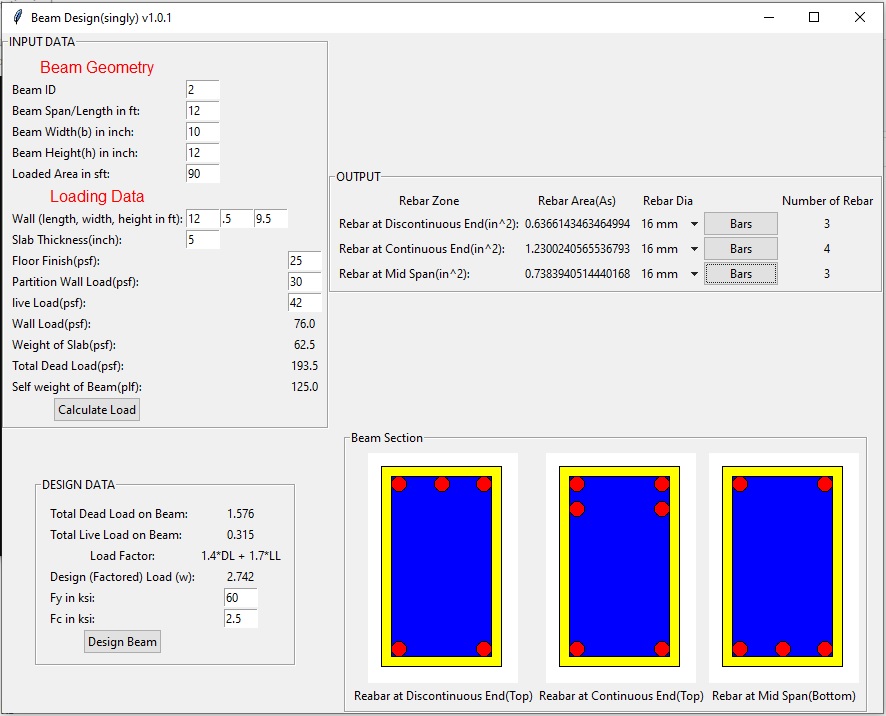 Beam Design(singly) v1.0.1
INPUT DATA
Beam Geometry
Beam ID 2
Beam Span/Length in ft: 12
Beam Width(b) in inch: 10
Beam Height(h) in inch: 12
Loaded Area in sft: 90
Loading Data
Wall (length, width, height in ft): 12 .5 9.5
Slab Thickness(inch): 5
Floor Finish(psf): 25
Partition Wall Load(psf): 30
live Load(psf): 42
Wall Load(psf): 76.0
Weight of Slab(psf): 62.5
Total Dead Load(psf): 193.5
Self weight of Beam(plf): 125.0
Calculate Load
OUTPUT
Rebar Zone Rebar Area(As) Rebar Dia Number of Rebar
Rebar at Discontinuous End(in^2): 0.6366143463464994 16 mm Bars 3
Rebar at Continuous End(in^2): 1.2300240565536793 16 mm Bars 4
Rebar at Mid Span(in^2): 0.7383940514440168 16 mm Bars 3
DESIGN DATA
Total Dead Load on Beam: 1.576
Total Live Load on Beam: 0.315
Load Factor: 1.4*DL + 1.7*LL
Design (Factored) Load (w): 2.742
Fy in ksi: 60
Fc in ksi: 2.5
Design Beam
Beam Section
Reabar at Discontinuous End(Top) Rebar at Continuous End(Top) Rebar at Mid Span(Bottom)